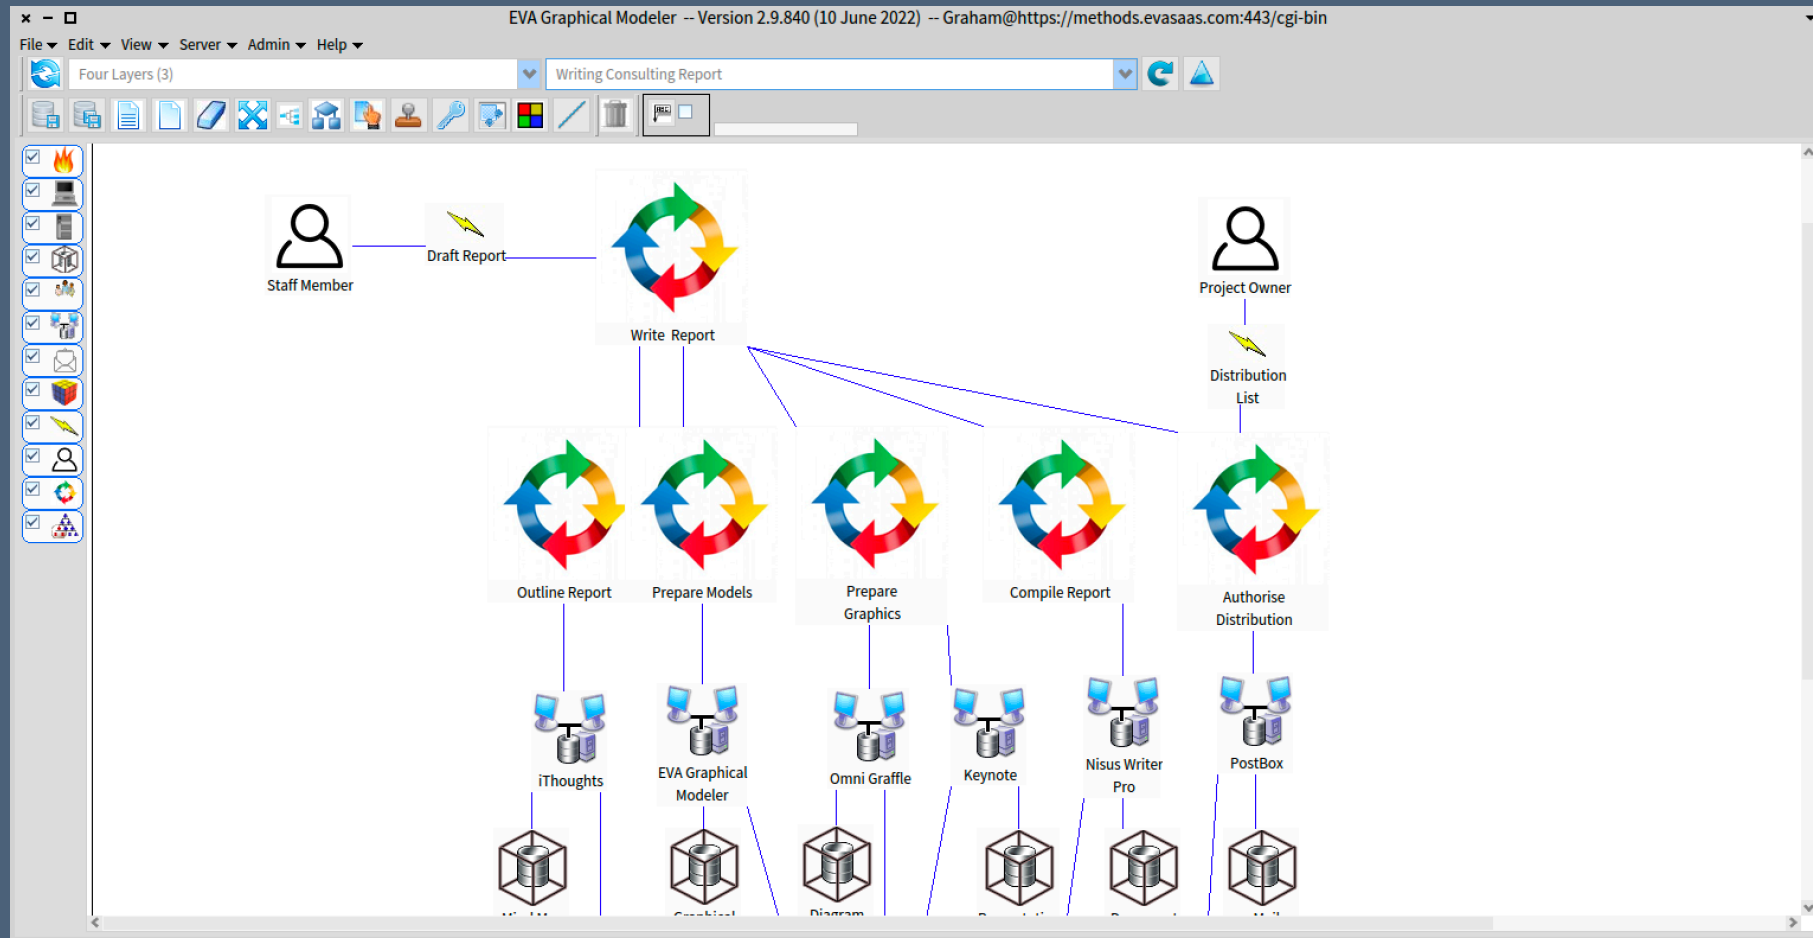 EVA Graphical Modeler -- Version 2.9.840 (10 June 2022) -- Graham@https://methods.evasaas.com:443/cgi-bin
File Edit View Server Admin Help
Four Layers (3)
Writing Consulting Report
Staff Member
Draft Report
Write Report
Project Owner
Distribution
List
Outline Report
Prepare Models
Prepare
Graphics
Compile Report
Authorise
Distribution
iThoughts
EVA Graphical
Modeler
Omni Graffle
Keynote
Nisus Writer
Pro
PostBox
Graphical
Diagram